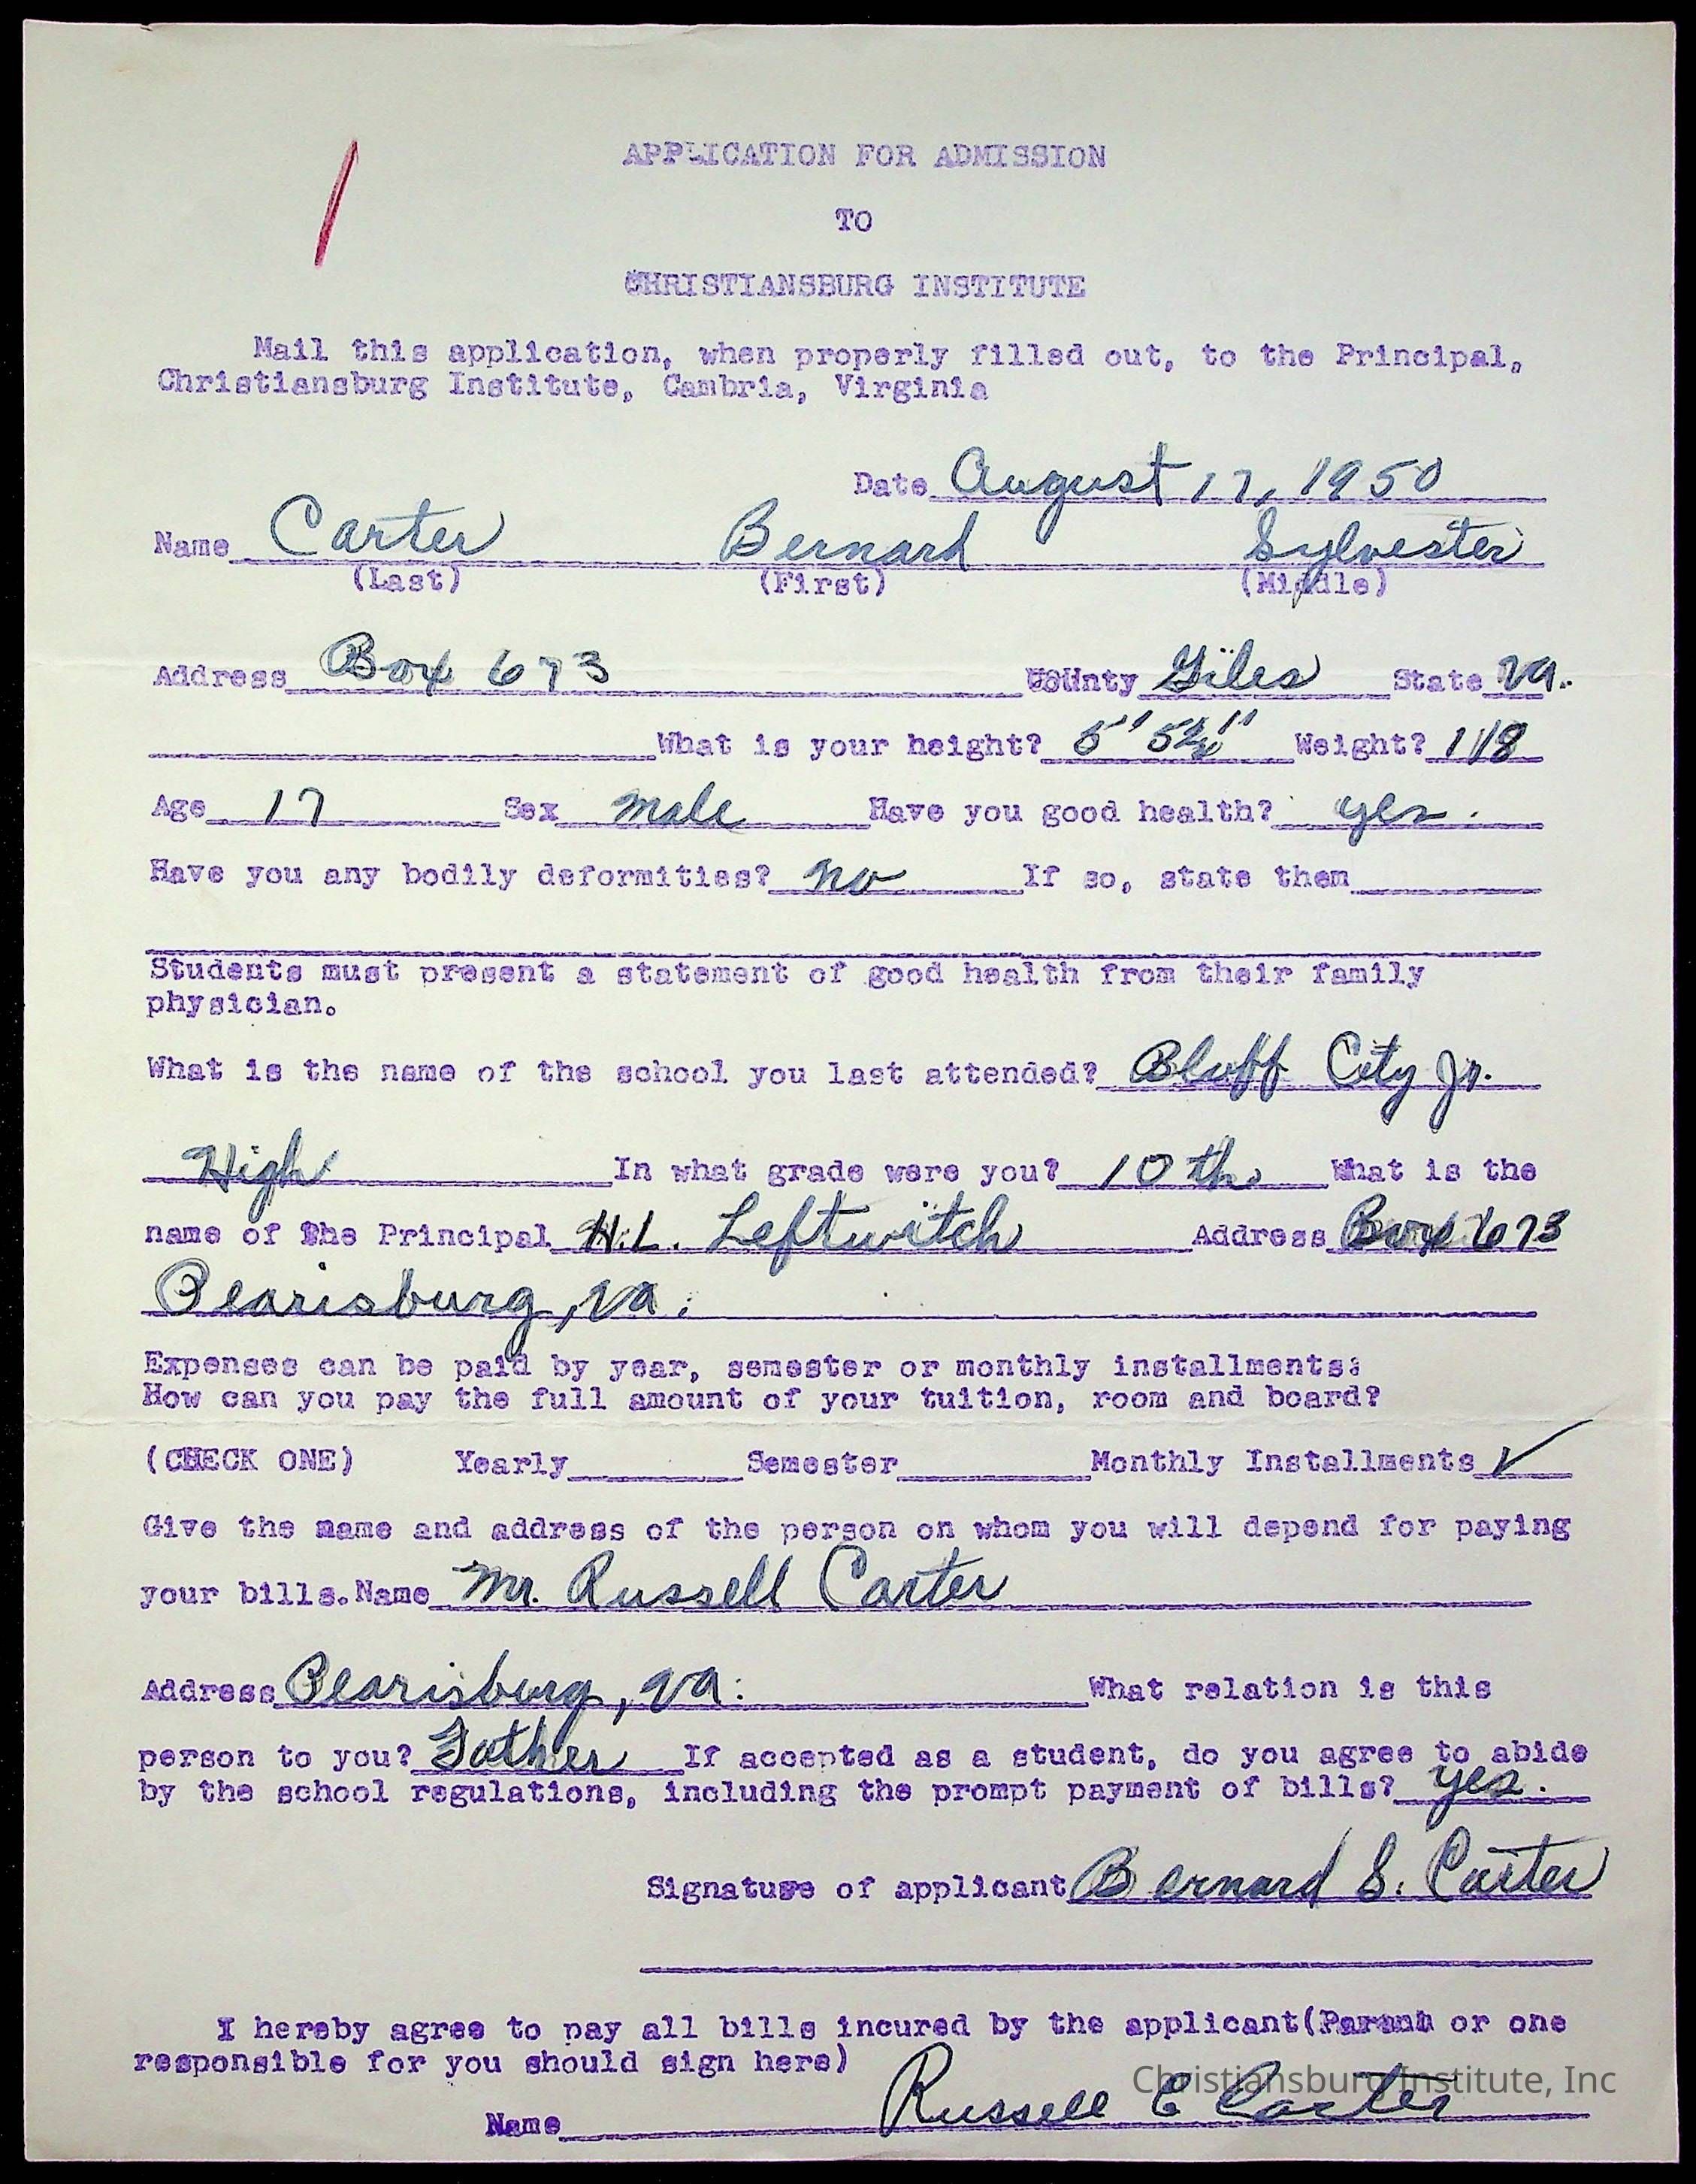 APPLICATION FOR ADMISSION
TO
CHRISTIANSBURG INSTITUTE
Mail this application, when properly filled out, to the Principal,
Christiansburg Institute, Cambria, Virginia
Date August 17, 1950
Name Carter Bernard Sylvester
(Last) (First) (Middle)
Address Box 673 County Giles State Va.
What is your height? 5' Weight? 118
Age 17 Sex male Have you good health? yes.
Have you any bodily deformities? no If so, state them
Students must present a statement of good health from their family
physician.
What is the name of the school you last attended? Bluff City Jr.
High In what grade were you? 10th. What is the
name of the Principal H.L. Leftwitch Address Box 673
Pearisburg, Va.
Expenses can be paid by year, semester or monthly installments:
How can you pay the full amount of your tuition, room and board?
(CHECK ONE) Yearly Semester Monthly Installments ✓
Give the name and address of the person on whom you will depend for paying
your bills. Name Mr. Russell Carter
Address Pearisburg, Va. What relation is this
person to you? Father If accepted as a student, do you agree to abide
by the school regulations, including the prompt payment of bills? yes.
Signature of applicant Bernard S. Carter
I hereby agree to pay all bills incured by the applicant(Parent or one
responsible for you should sign here)
Christiansburg Institute, Inc
Name Russell E Carter